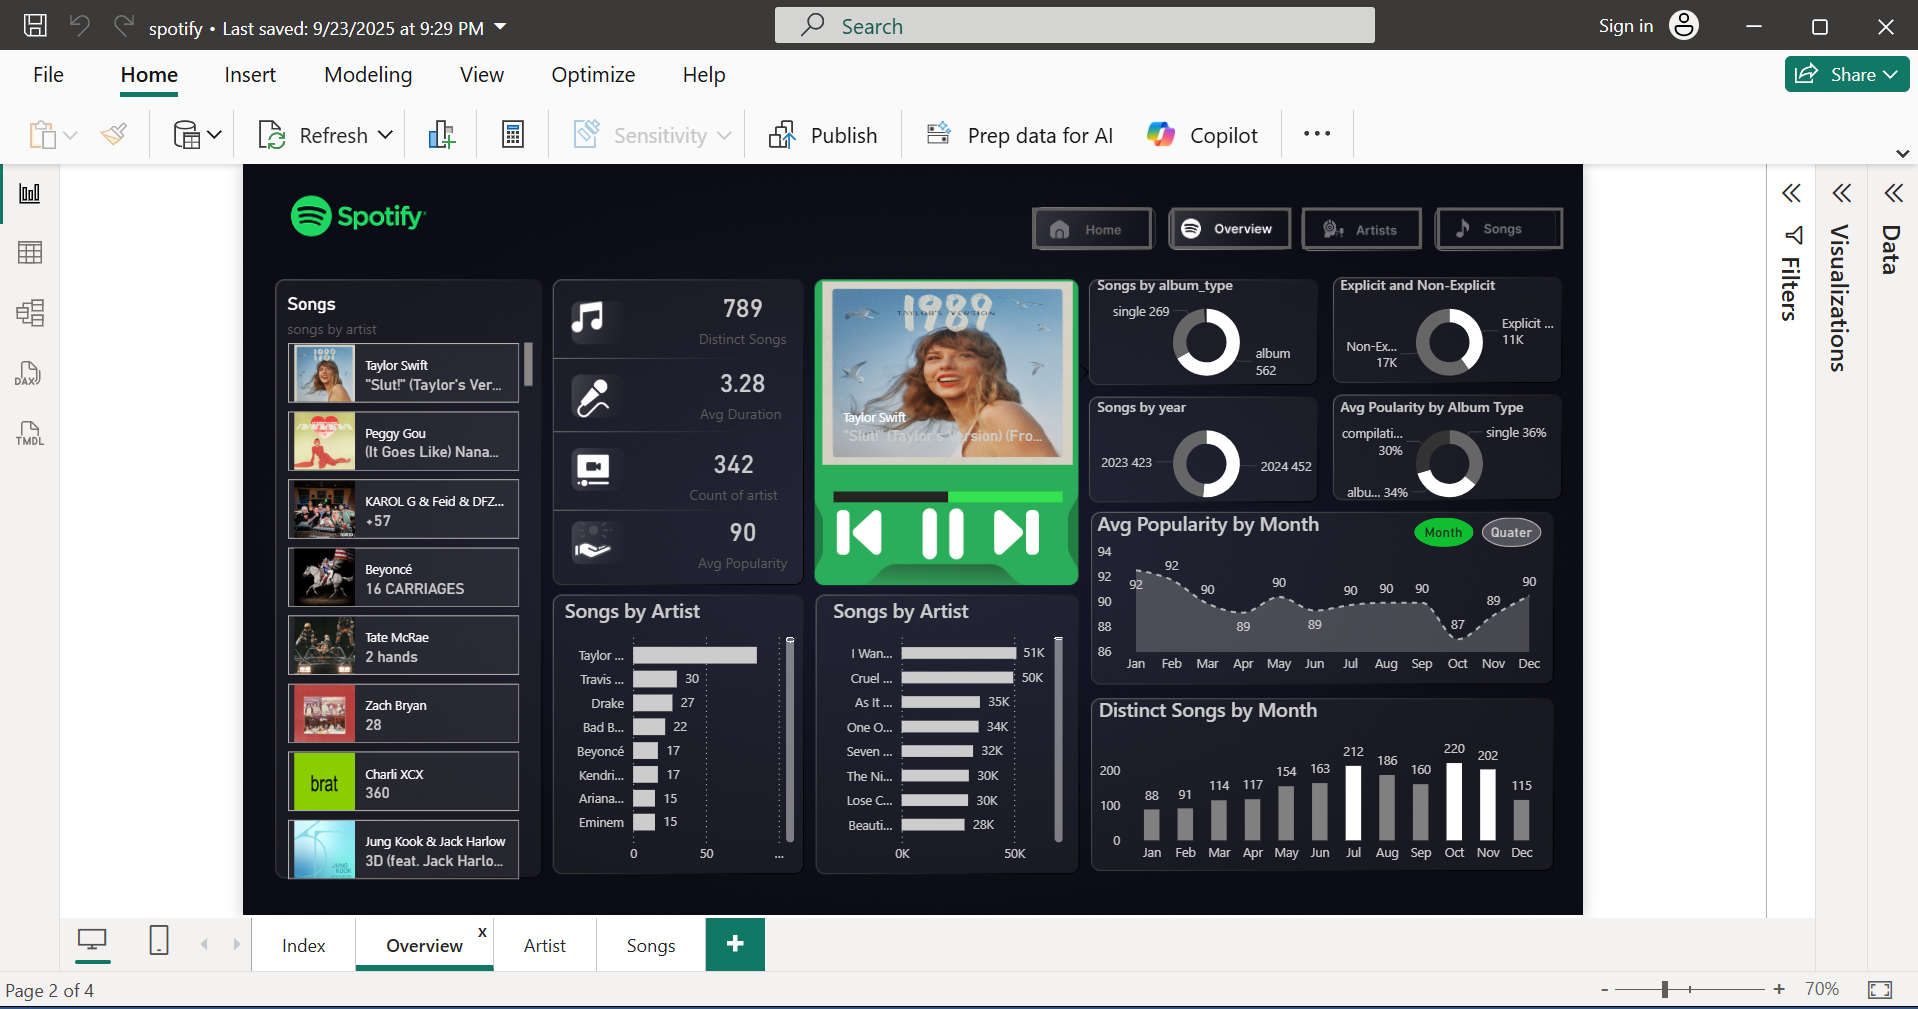 spotify • Last saved: 9/23/2025 at 9:29 PM
Search
Sign in
File
Home
Insert
Modeling
View
Optimize
Help
Share
Refresh
Sensitivity
Publish
Prep data for AI
Copilot
DAX
TMDL
Spotify
Home
Overview
Artists
Songs
Songs
songs by artist
Taylor Swift
"Slut!" (Taylor's Ver...
Peggy Gou
(It Goes Like) Nana...
KAROL G & Feid & DFZ...
+57
Beyoncé
16 CARRIAGES
Tate McRae
2 hands
Zach Bryan
28
brat
Charli XCX
360
JUNG
KOOK
Jung Kook & Jack Harlow
3D (feat. Jack Harlo...
789
Distinct Songs
3.28
Avg Duration
342
Count of artist
90
Avg Popularity
1989
TAYLOR'S VERSION
Taylor Swift
"Slut!" (Taylor's Version) (Fro...
Songs by album_type
single 269
album
562
Explicit and Non-Explicit
Explicit ...
11K
Non-Ex...
17K
Songs by year
2023 423
2024 452
Avg Poularity by Album Type
compilati...
30%
single 36%
albu... 34%
Avg Popularity by Month
Month
Quater
94
92
90
88
86
92
92
90
89
90
89
90
90
90
87
89
90
Jan Feb Mar Apr May Jun Jul Aug Sep Oct Nov Dec
Songs by Artist
Taylor ...
Travis ... 30
Drake 27
Bad B... 22
Beyoncé 17
Kendri... 17
Ariana... 15
Eminem 15
0 50 ...
Songs by Artist
I Wan... 51K
Cruel ... 50K
As It ... 35K
One O... 34K
Seven ... 32K
The Ni... 30K
Lose C... 30K
Beauti... 28K
0K 50K
Distinct Songs by Month
200
100
0
88 91 114 117 154 163 212 186 160 220 202 115
Jan Feb Mar Apr May Jun Jul Aug Sep Oct Nov Dec
Filters
Visualizations
Data
Index
Overview
x
Artist
Songs
+
Page 2 of 4
- + 70%